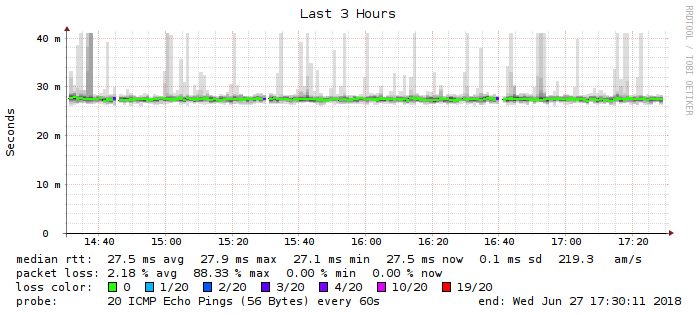 Last 3 Hours
RRDTOOL / TOBI OETIKER
Seconds
40 m
30 m
20 m
10 m
0
14:40 15:00 15:20 15:40 16:00 16:20 16:40 17:00 17:20
median rtt: 27.5 ms avg 27.9 ms max 27.1 ms min 27.5 ms now 0.1 ms sd 219.3 am/s
packet loss: 2.18 % avg 88.33 % max 0.00 % min 0.00 % now
loss color: 0 1/20 2/20 3/20 4/20 10/20 19/20
probe: 20 ICMP Echo Pings (56 Bytes) every 60s end: Wed Jun 27 17:30:11 2018